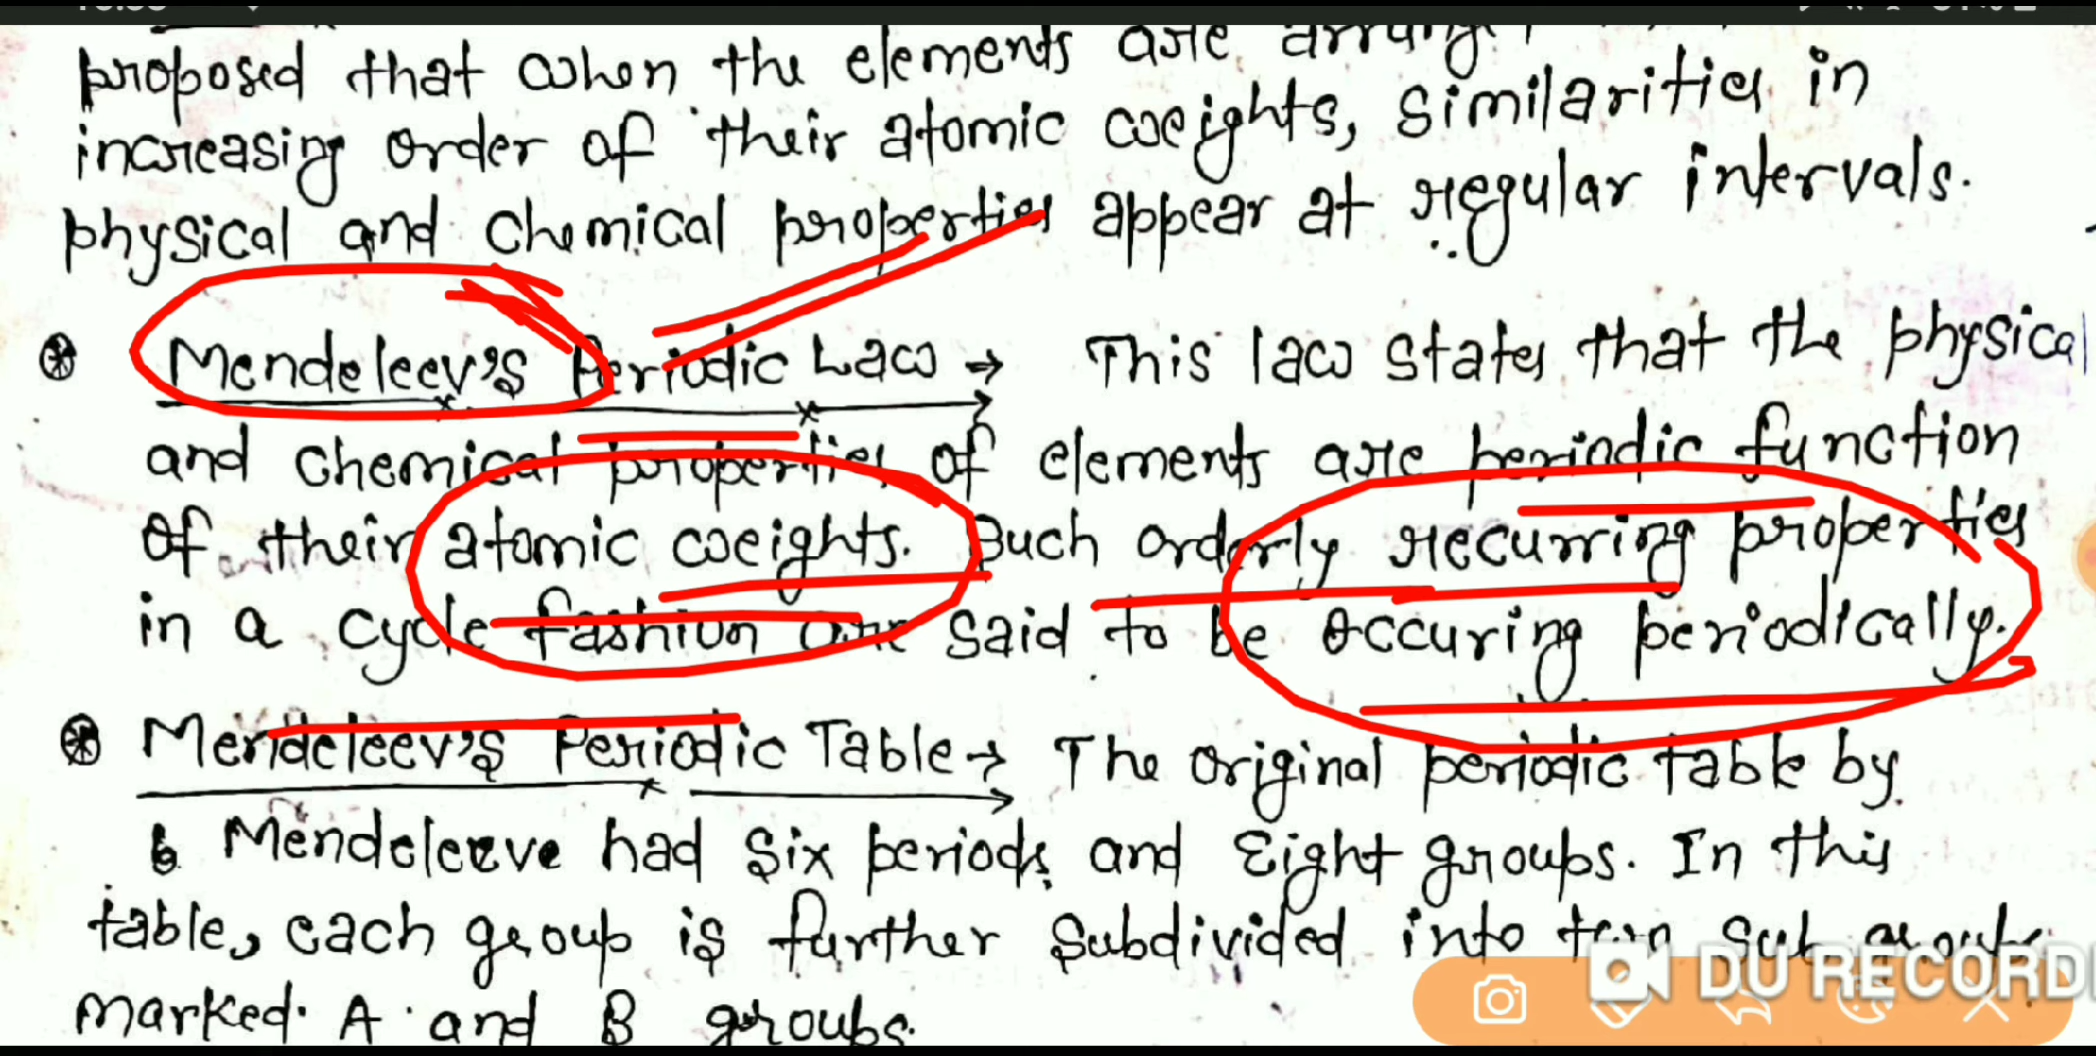 proposed that when the elements are
increasing order of their atomic weights, similarities in
physical and chemical properties appear at regular intervals.
Mendeleev's Periodic Law → This law states that the physical
and chemical properties of elements are periodic function
of their atomic weights. Such orderly recurring properties
in a cycle fashion are said to be occuring periodically.
Mendeleev's Periodic Table → The original periodic table by
Mendeleeve had six periods and Eight groups. In this
table, each group is further subdivided into two sub groups
marked A and B groups.
DU RECORD